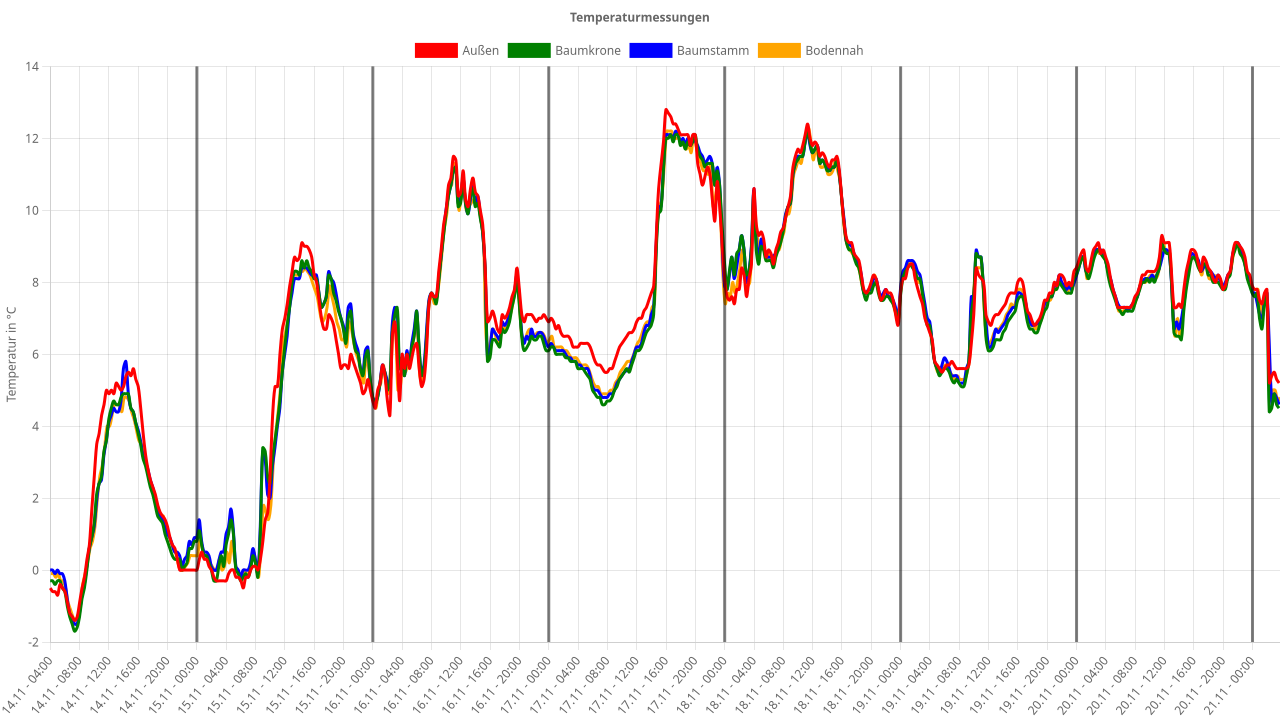 Temperaturmessungen
Außen Baumkrone Baumstamm Bodennah
14
12
10
8
6
4
2
0
-2
Temperatur in °C
14.11 - 04:00
14.11 - 08:00
14.11 - 12:00
14.11 - 16:00
14.11 - 20:00
15.11 - 00:00
15.11 - 04:00
15.11 - 08:00
15.11 - 12:00
15.11 - 16:00
15.11 - 20:00
16.11 - 00:00
16.11 - 04:00
16.11 - 08:00
16.11 - 12:00
16.11 - 16:00
16.11 - 20:00
17.11 - 00:00
17.11 - 04:00
17.11 - 08:00
17.11 - 12:00
17.11 - 16:00
17.11 - 20:00
18.11 - 00:00
18.11 - 04:00
18.11 - 08:00
18.11 - 12:00
18.11 - 16:00
18.11 - 20:00
19.11 - 00:00
19.11 - 04:00
19.11 - 08:00
19.11 - 12:00
19.11 - 16:00
19.11 - 20:00
20.11 - 00:00
20.11 - 04:00
20.11 - 08:00
20.11 - 12:00
20.11 - 16:00
20.11 - 20:00
21.11 - 00:00